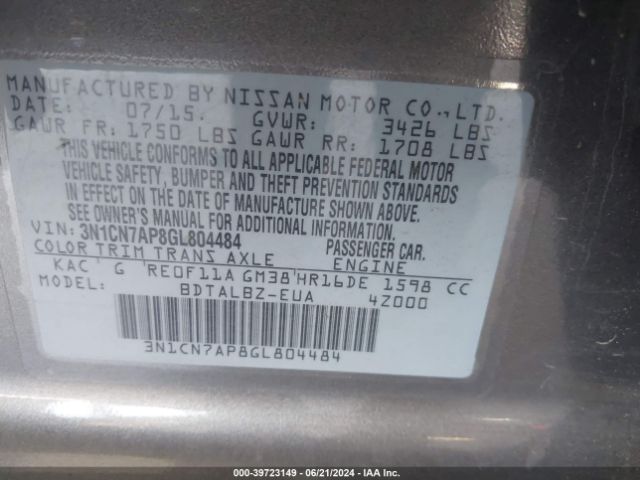 MANUFACTURED BY NISSAN MOTOR CO., LTD.
DATE: 07/15. GVWR: 3426 LBS
GAWR FR: 1750 LBS GAWR RR: 1708 LBS
THIS VEHICLE CONFORMS TO ALL APPLICABLE FEDERAL MOTOR
VEHICLE SAFETY, BUMPER AND THEFT PREVENTION STANDARDS
IN EFFECT ON THE DATE OF MANUFACTURE SHOWN ABOVE.
SEE OWNER'S MANUAL FOR ADDITIONAL INFORMATION.
VIN: 3N1CN7AP8GL804484 PASSENGER CAR.
COLOR TRIM TRANS AXLE ENGINE
KAC G RE0F11A GM38 HR16DE 1598 CC
MODEL: BDTALBZ-EUA 4Z000
3N1CN7AP8GL804484
000-39723149 - 06/21/2024 - IAAI.COM